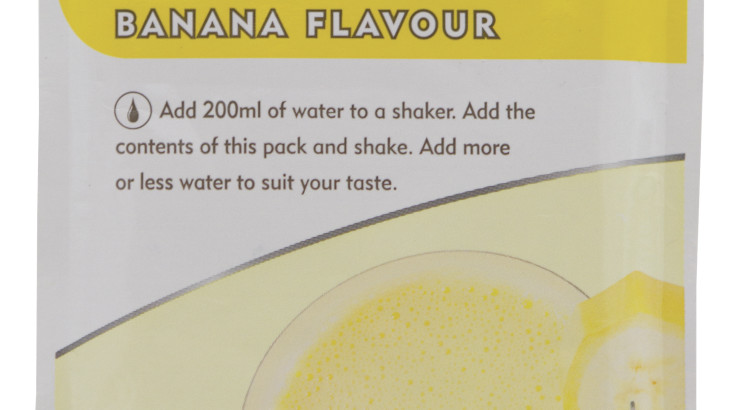 BANANA FLAVOUR
Add 200ml of water to a shaker. Add the
contents of this pack and shake. Add more
or less water to suit your taste.